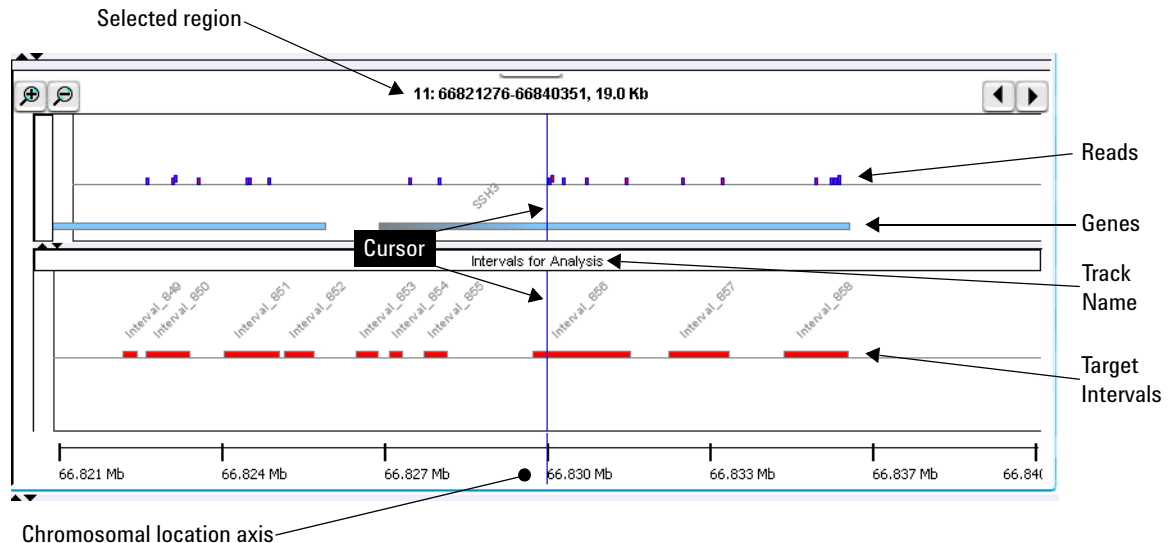 Selected region
11: 66821276-66840351, 19.0 Kb
Reads
SSH3
Genes
Cursor
Intervals for Analysis
Track
Name
Interval_849
Interval_850
Interval_851
Interval_852
Interval_853
Interval_854
Interval_855
Interval_856
Interval_857
Interval_858
Target
Intervals
66.821 Mb
66.824 Mb
66.827 Mb
66.830 Mb
66.833 Mb
66.837 Mb
66.84
Chromosomal location axis